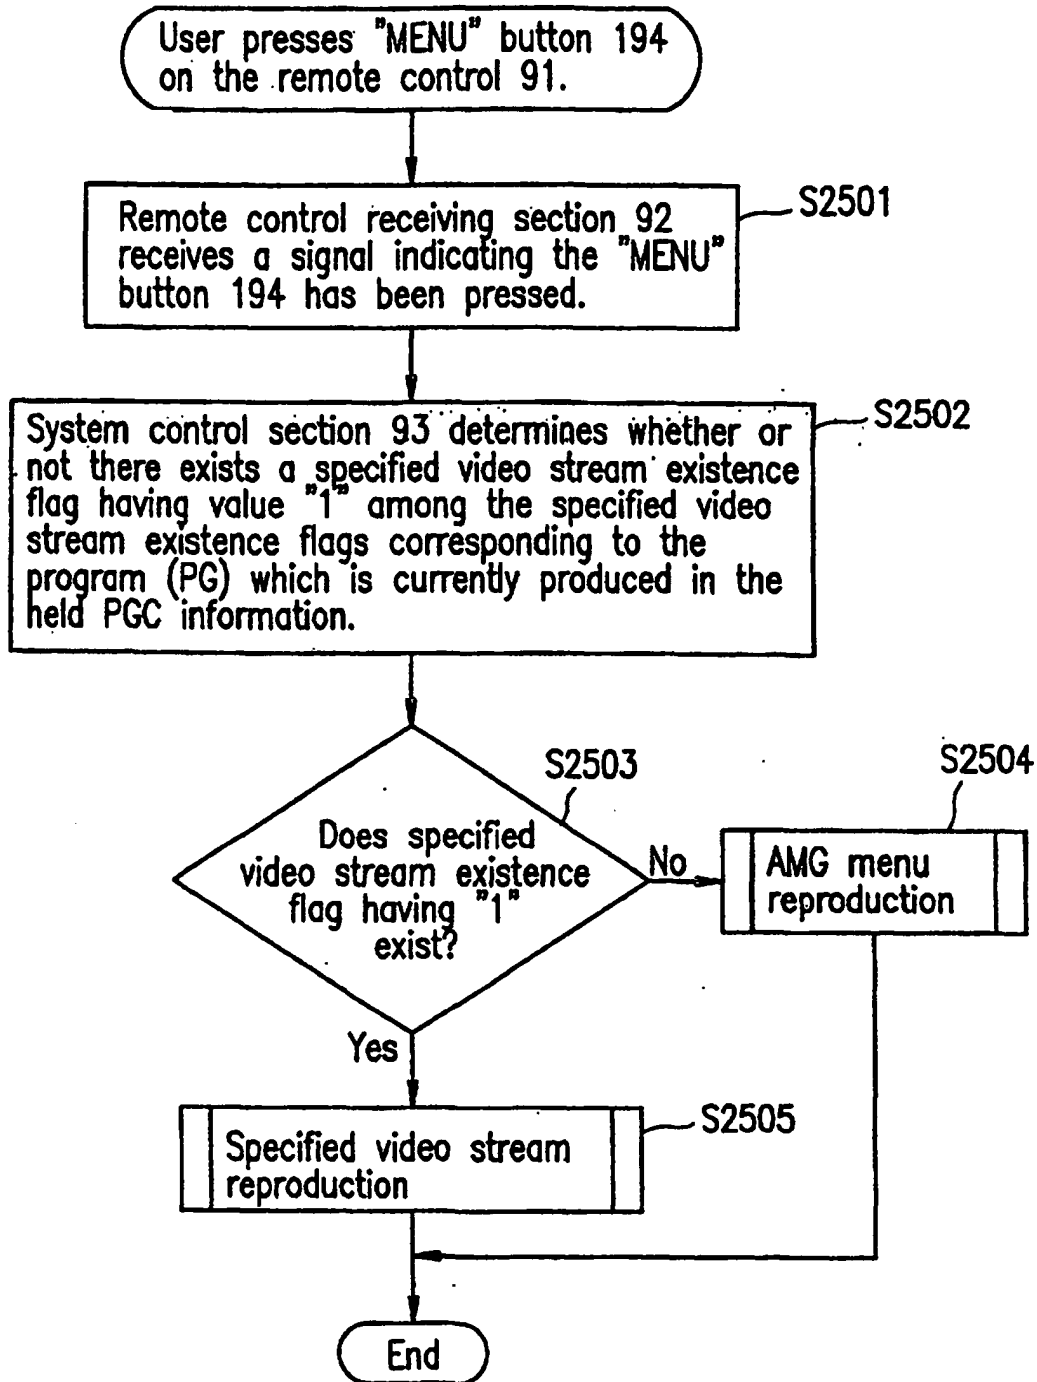 User presses "MENU" button 194
on the remote control 91.
Remote control receiving section 92
receives a signal indicating the "MENU"
button 194 has been pressed.
S2501
System control section 93 determines whether or
not there exists a specified video stream existence
flag having value "1" among the specified video
stream existence flags corresponding to the
program (PG) which is currently produced in the
held PGC information.
S2502
Does specified
video stream existence
flag having "1"
exist?
S2503
No
AMG menu
reproduction
S2504
Yes
Specified video stream
reproduction
S2505
End